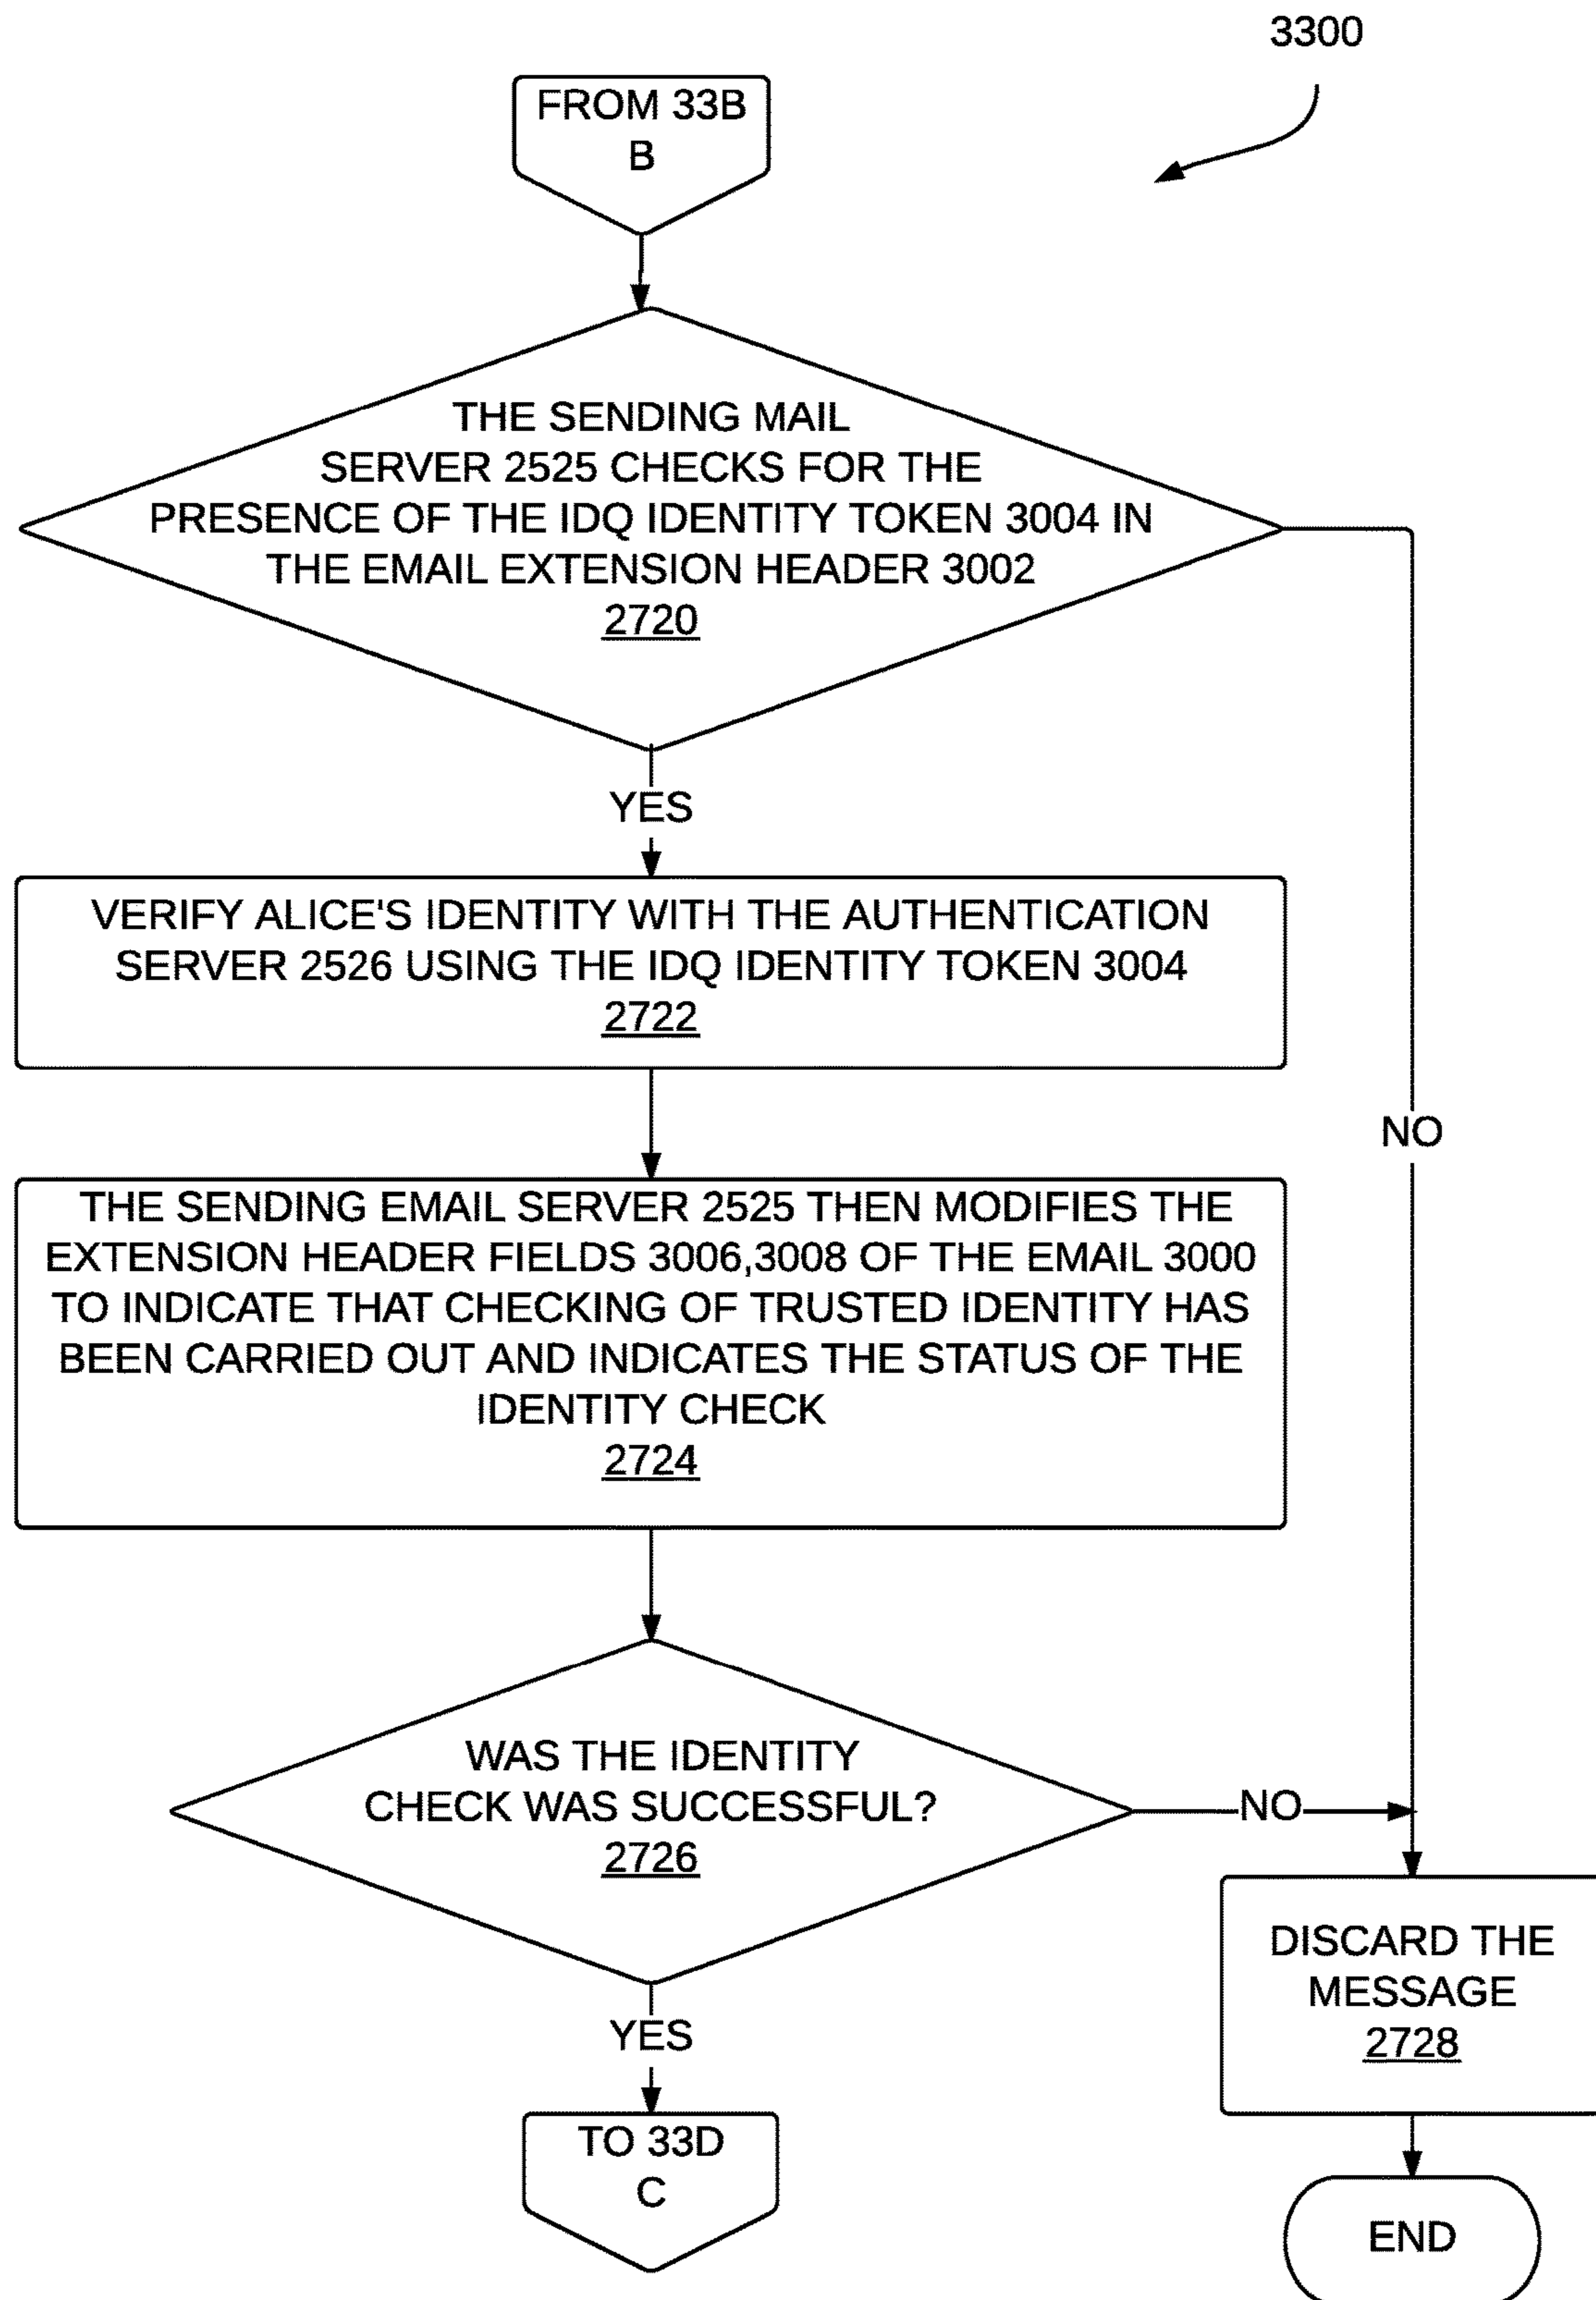 3300
FROM 33B
B
THE SENDING MAIL
SERVER 2525 CHECKS FOR THE
PRESENCE OF THE IDQ IDENTITY TOKEN 3004 IN
THE EMAIL EXTENSION HEADER 3002
2720
YES
VERIFY ALICE'S IDENTITY WITH THE AUTHENTICATION
SERVER 2526 USING THE IDQ IDENTITY TOKEN 3004
2722
NO
THE SENDING EMAIL SERVER 2525 THEN MODIFIES THE
EXTENSION HEADER FIELDS 3006,3008 OF THE EMAIL 3000
TO INDICATE THAT CHECKING OF TRUSTED IDENTITY HAS
BEEN CARRIED OUT AND INDICATES THE STATUS OF THE
IDENTITY CHECK
2724
WAS THE IDENTITY
CHECK WAS SUCCESSFUL?
2726
NO
DISCARD THE
MESSAGE
2728
YES
TO 33D
C
END